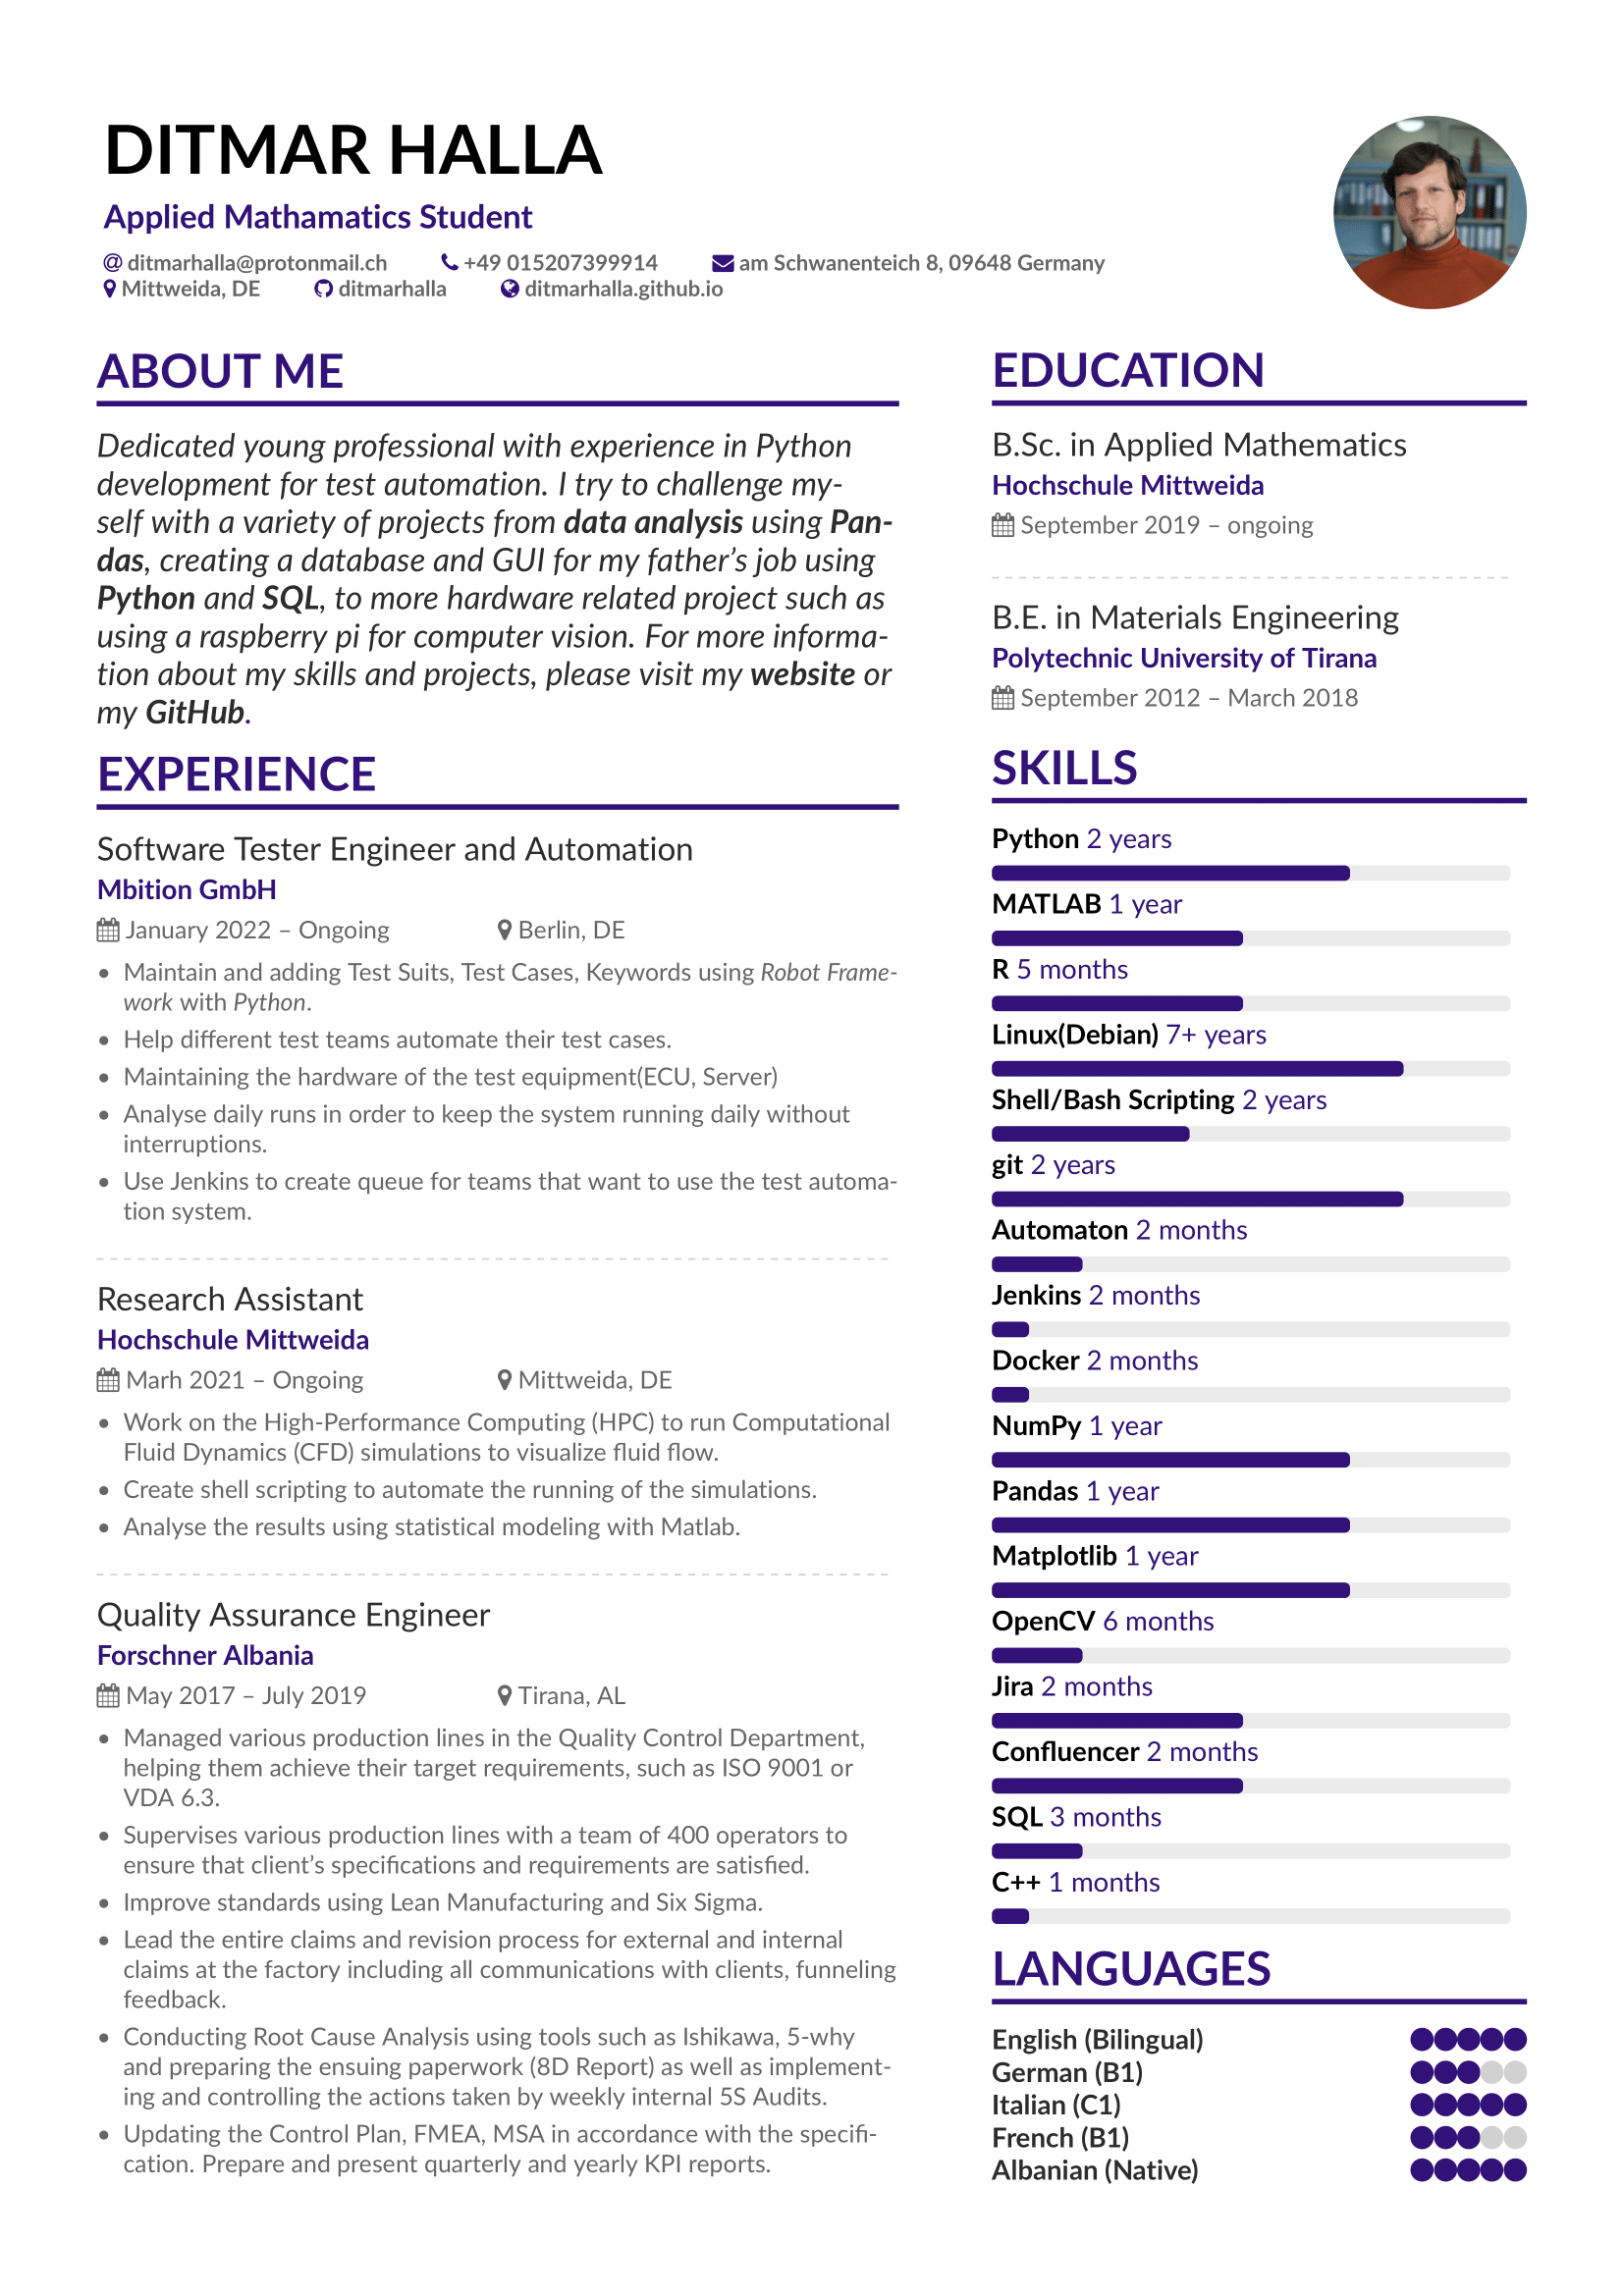 DITMAR HALLA
Applied Mathamatics Student
ditmarhalla@protonmail.ch +49 015207399914 am Schwanenteich 8, 09648 Germany
Mittweida, DE ditmarhalla ditmarhalla.github.io
ABOUT ME
Dedicated young professional with experience in Python
development for test automation. I try to challenge my-
self with a variety of projects from data analysis using Pan-
das, creating a database and GUI for my father's job using
Python and SQL, to more hardware related project such as
using a raspberry pi for computer vision. For more informa-
tion about my skills and projects, please visit my website or
my GitHub.
EXPERIENCE
Software Tester Engineer and Automation
Mbition GmbH
January 2022 – Ongoing Berlin, DE
• Maintain and adding Test Suits, Test Cases, Keywords using Robot Frame-
work with Python.
• Help different test teams automate their test cases.
• Maintaining the hardware of the test equipment(ECU, Server)
• Analyse daily runs in order to keep the system running daily without
interruptions.
• Use Jenkins to create queue for teams that want to use the test automa-
tion system.
Research Assistant
Hochschule Mittweida
Marh 2021 – Ongoing Mittweida, DE
• Work on the High-Performance Computing (HPC) to run Computational
Fluid Dynamics (CFD) simulations to visualize fluid flow.
• Create shell scripting to automate the running of the simulations.
• Analyse the results using statistical modeling with Matlab.
Quality Assurance Engineer
Forschner Albania
May 2017 – July 2019 Tirana, AL
• Managed various production lines in the Quality Control Department,
helping them achieve their target requirements, such as ISO 9001 or
VDA 6.3.
• Supervises various production lines with a team of 400 operators to
ensure that client's specifications and requirements are satisfied.
• Improve standards using Lean Manufacturing and Six Sigma.
• Lead the entire claims and revision process for external and internal
claims at the factory including all communications with clients, funneling
feedback.
• Conducting Root Cause Analysis using tools such as Ishikawa, 5-why
and preparing the ensuing paperwork (8D Report) as well as implement-
ing and controlling the actions taken by weekly internal 5S Audits.
• Updating the Control Plan, FMEA, MSA in accordance with the specifi-
cation. Prepare and present quarterly and yearly KPI reports.
EDUCATION
B.Sc. in Applied Mathematics
Hochschule Mittweida
September 2019 – ongoing
B.E. in Materials Engineering
Polytechnic University of Tirana
September 2012 – March 2018
SKILLS
Python 2 years
MATLAB 1 year
R 5 months
Linux(Debian) 7+ years
Shell/Bash Scripting 2 years
git 2 years
Automaton 2 months
Jenkins 2 months
Docker 2 months
NumPy 1 year
Pandas 1 year
Matplotlib 1 year
OpenCV 6 months
Jira 2 months
Confluencer 2 months
SQL 3 months
C++ 1 months
LANGUAGES
English (Bilingual)
German (B1)
Italian (C1)
French (B1)
Albanian (Native)